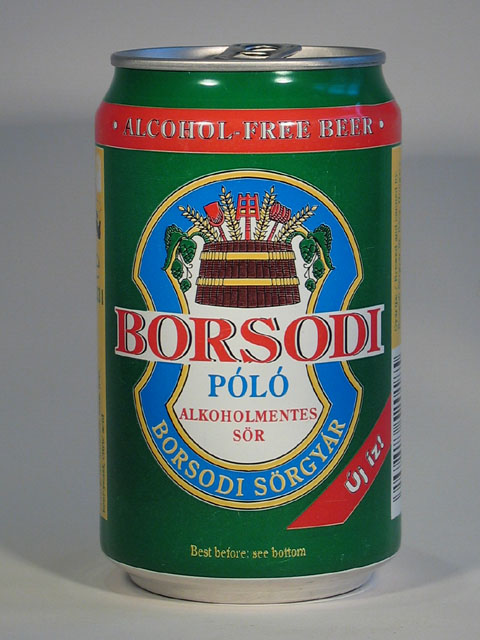 • ALCOHOL-FREE BEER •
BORSODI
PÓLÓ
ALKOHOLMENTES
SÖR
BORSODI SÖRGYÁR
Új íz!
Best before: see bottom